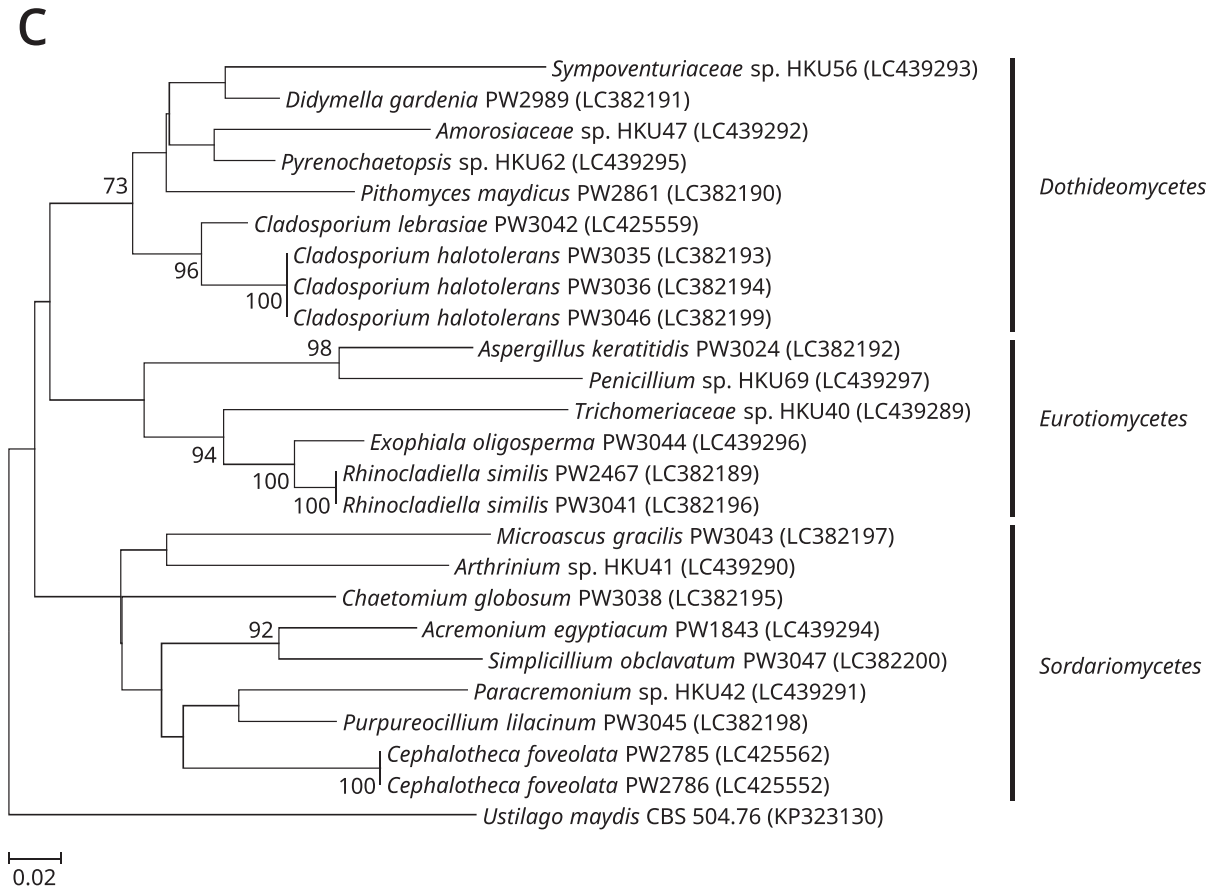 C
Sympoventuriaceae sp. HKU56 (LC439293)
Didymella gardenia PW2989 (LC382191)
Amorosiaceae sp. HKU47 (LC439292)
Pyrenochaetopsis sp. HKU62 (LC439295)
73
Pithomyces maydicus PW2861 (LC382190)
Dothideomycetes
Cladosporium lebrasiae PW3042 (LC425559)
Cladosporium halotolerans PW3035 (LC382193)
96
Cladosporium halotolerans PW3036 (LC382194)
100
Cladosporium halotolerans PW3046 (LC382199)
98
Aspergillus keratitidis PW3024 (LC382192)
Penicillium sp. HKU69 (LC439297)
Trichomeriaceae sp. HKU40 (LC439289)
Eurotiomycetes
Exophiala oligosperma PW3044 (LC439296)
94
Rhinocladiella similis PW2467 (LC382189)
100
Rhinocladiella similis PW3041 (LC382196)
100
Microascus gracilis PW3043 (LC382197)
Arthrinium sp. HKU41 (LC439290)
Chaetomium globosum PW3038 (LC382195)
92
Acremonium egyptiacum PW1843 (LC439294)
Simplicillium obclavatum PW3047 (LC382200)
Sordariomycetes
Paracremonium sp. HKU42 (LC439291)
Purpureocillium lilacinum PW3045 (LC382198)
Cephalotheca foveolata PW2785 (LC425562)
100
Cephalotheca foveolata PW2786 (LC425552)
Ustilago maydis CBS 504.76 (KP323130)
0.02